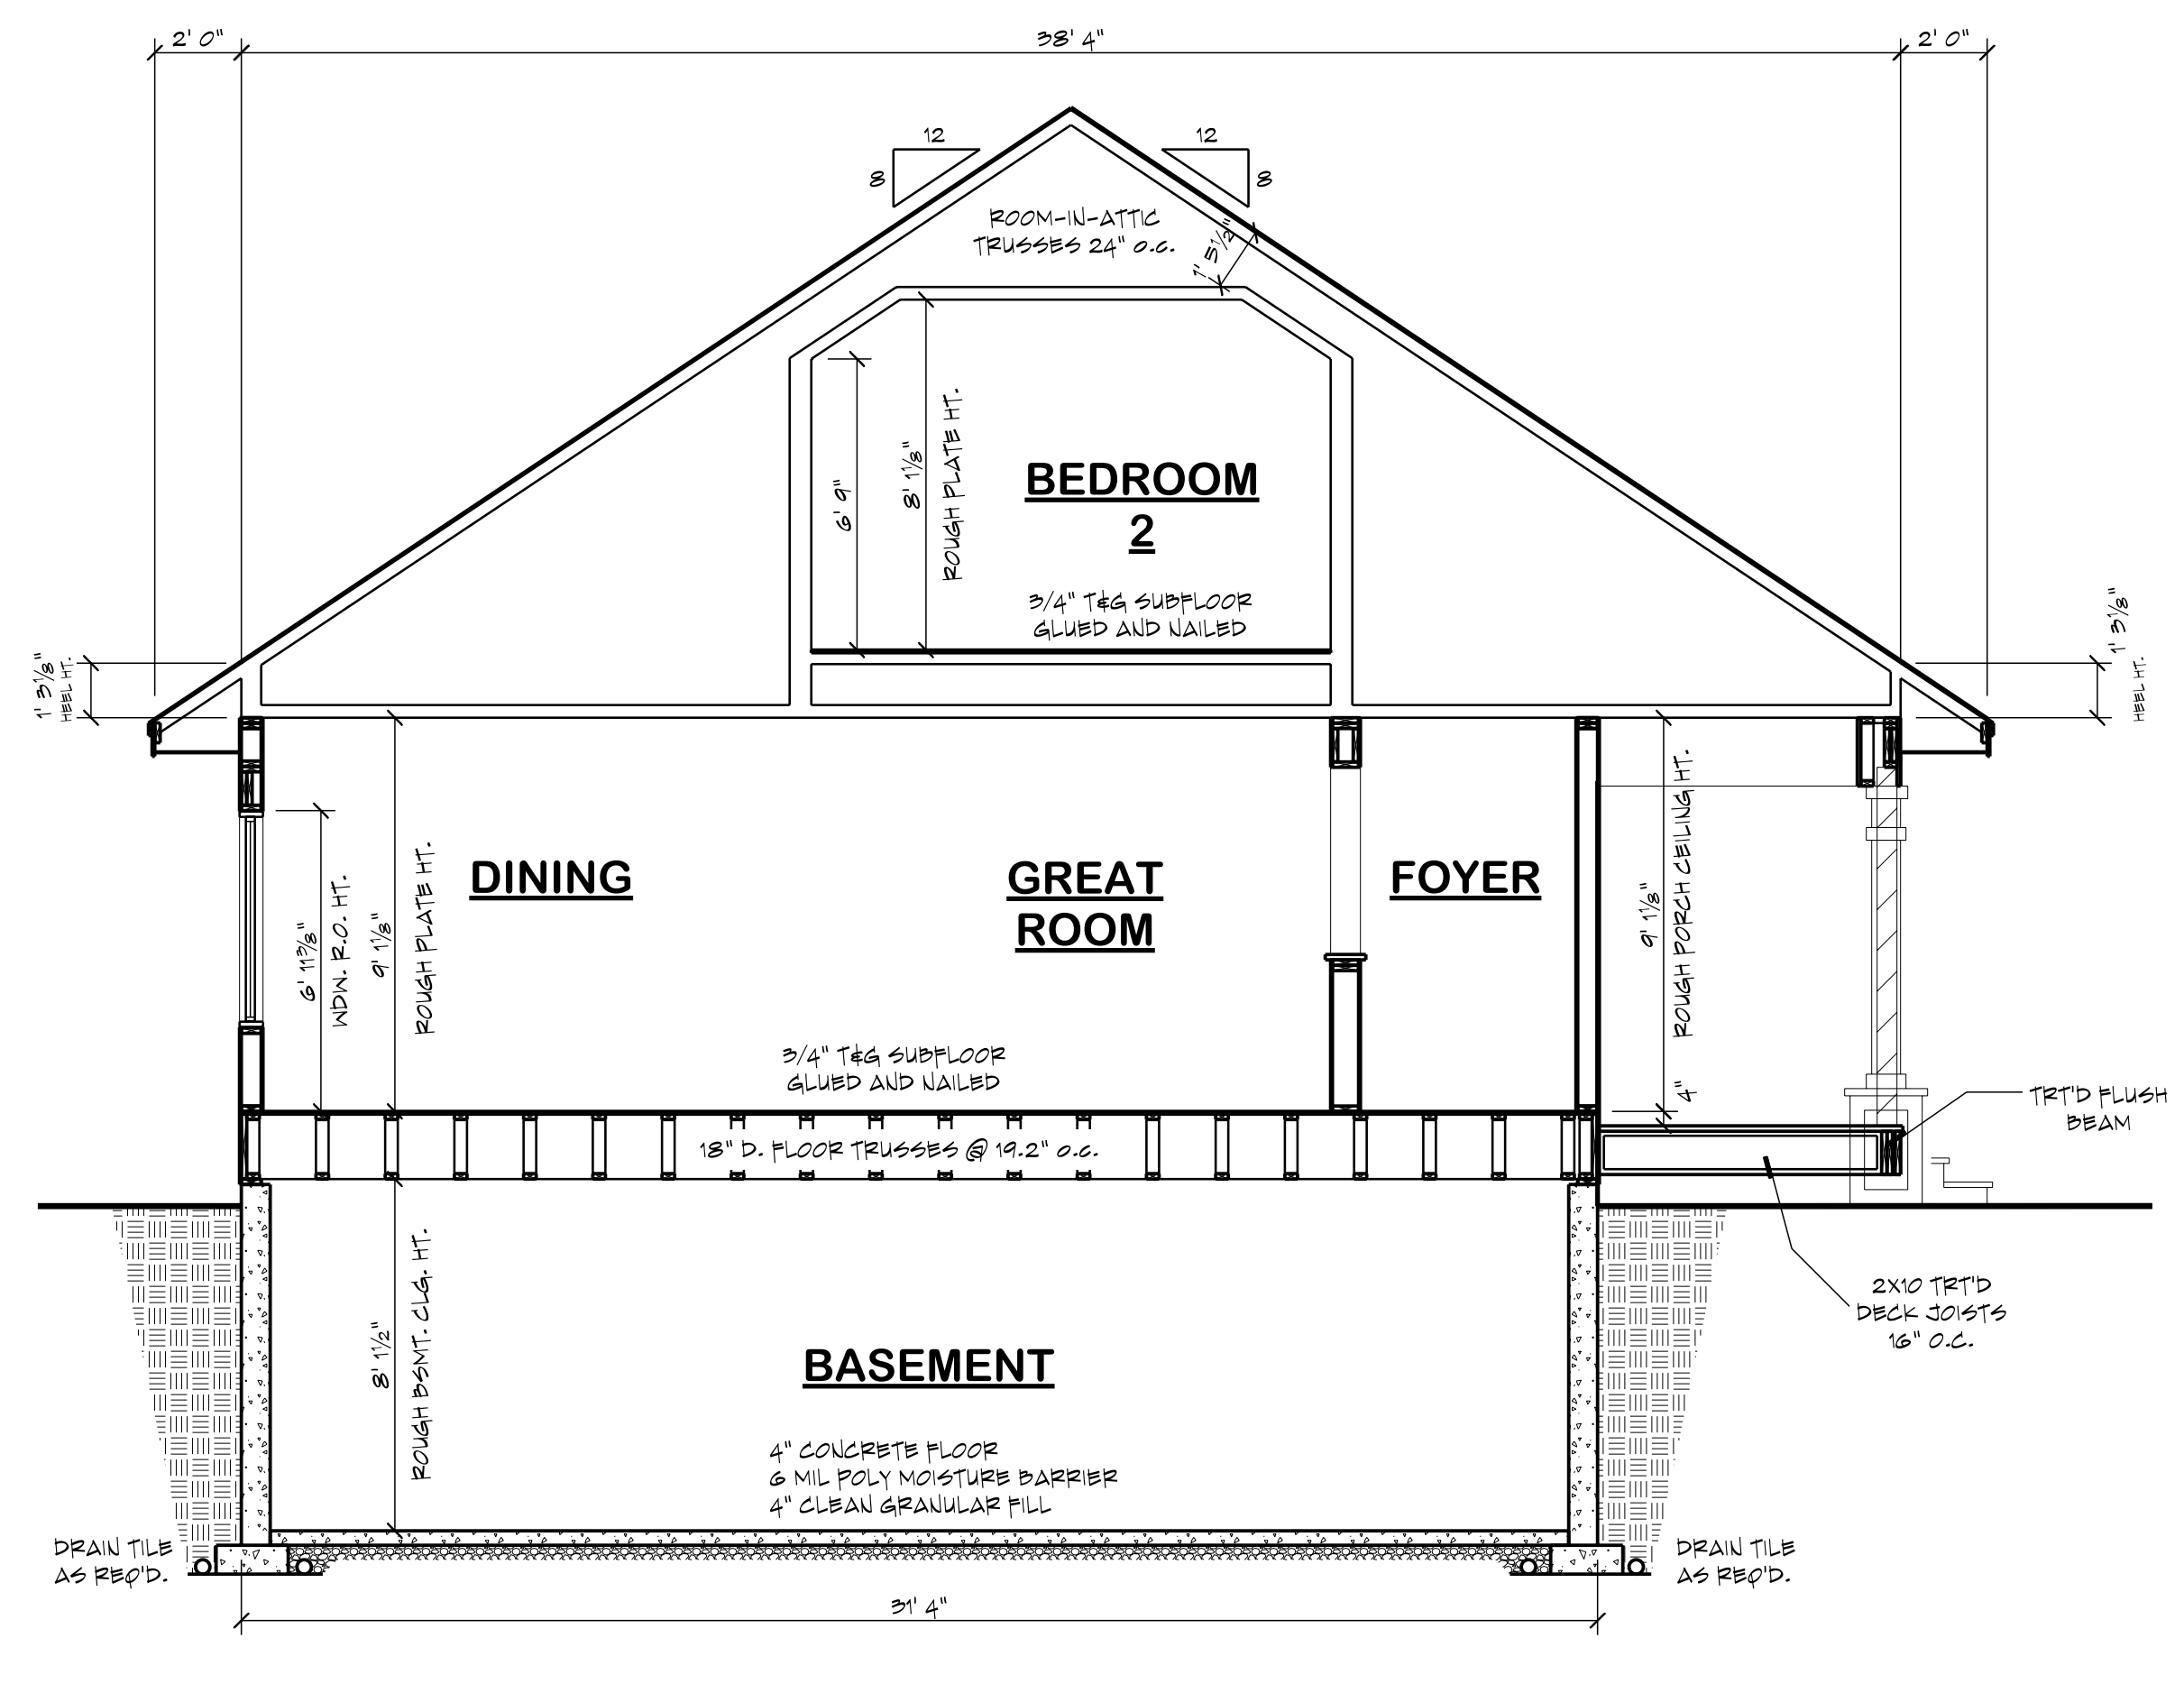 2' 0"
38' 4"
2' 0"
12
8
12
8
ROOM-IN-ATTIC
TRUSSES 24" O.C.
1' 5½"
6' 9"
8' 1⅛"
ROUGH PLATE HT.
BEDROOM
2
3/4" T&G SUBFLOOR
GLUED AND NAILED
1' 3⅛"
HEEL HT.
1' 3⅛"
HEEL HT.
6' 11⅜"
WDW. R.O. HT.
9' 1⅛"
ROUGH PLATE HT.
DINING
GREAT
ROOM
FOYER
9' 1⅛"
ROUGH PORCH CEILING HT.
4"
3/4" T&G SUBFLOOR
GLUED AND NAILED
TRT'D FLUSH
BEAM
18" D. FLOOR TRUSSES @ 19.2" O.C.
8' 1½"
ROUGH BSMT. CLG. HT.
2X10 TRT'D
DECK JOISTS
16" O.C.
BASEMENT
4" CONCRETE FLOOR
6 MIL POLY MOISTURE BARRIER
4" CLEAN GRANULAR FILL
DRAIN TILE
AS REQ'D.
DRAIN TILE
AS REQ'D.
31' 4"